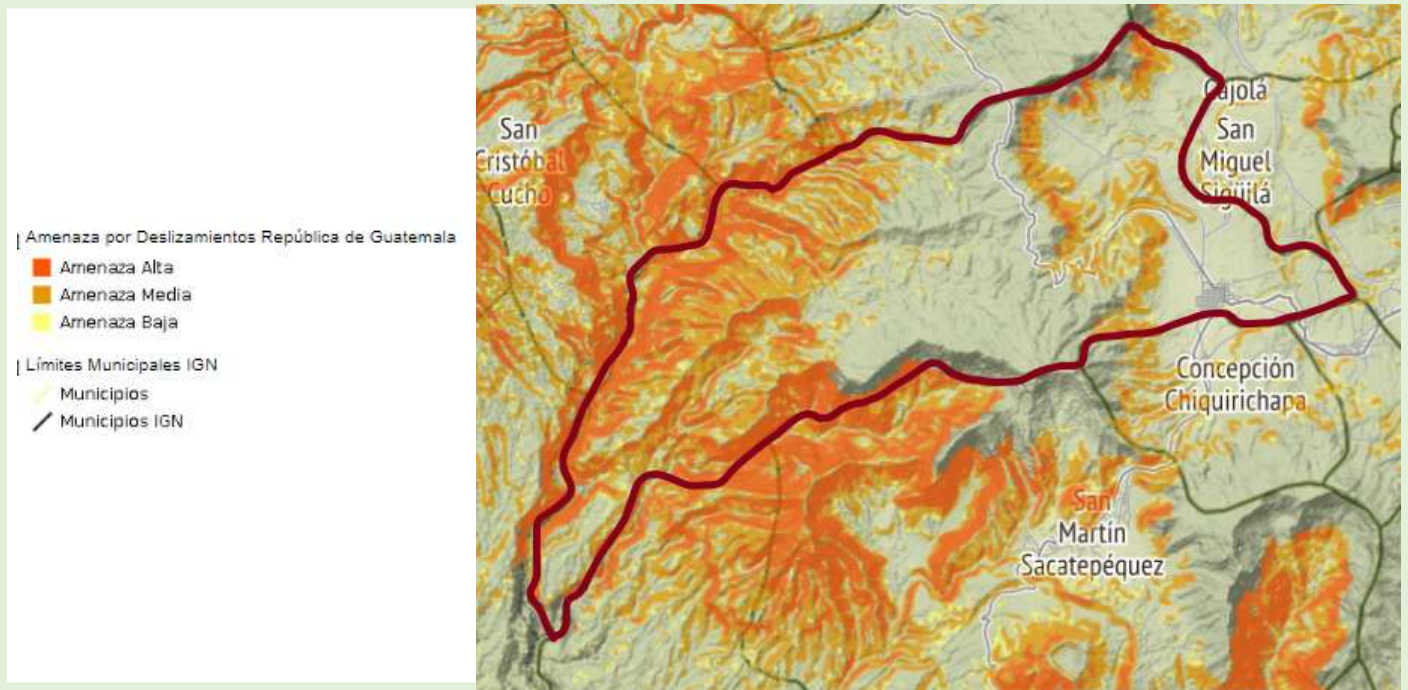 Amenaza por Deslizamientos República de Guatemala
Amenaza Alta
Amenaza Media
Amenaza Baja
Límites Municipales IGN
Municipios
Municipios IGN
San
Cristóbal
Cucho
Cajolá
San
Miguel
Sigüilá
Concepción
Chiquirichapa
San
Martín
Sacatepéquez